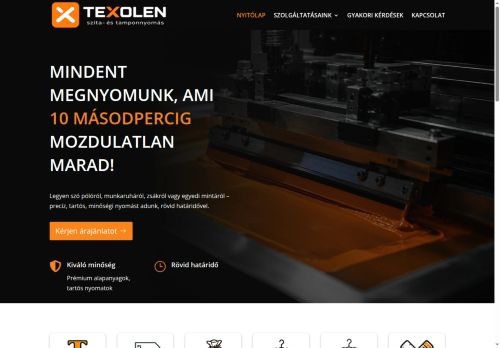 TEXOLEN
szita- és tamponnyomás
NYITÓLAP SZOLGÁLTATÁSAINK GYAKORI KÉRDÉSEK KAPCSOLAT
MINDENT
MEGNYOMUNK, AMI
10 MÁSODPERCIG
MOZDULATLAN
MARAD!
Legyen szó pólóról, munkaruháról, zsákról vagy egyedi mintáról –
precíz, tartós, minőségi nyomást adunk, rövid határidővel.
Kérjen árajánlatot →
Kiváló minőség
Prémium alapanyagok,
tartós nyomatok
Rövid határidő